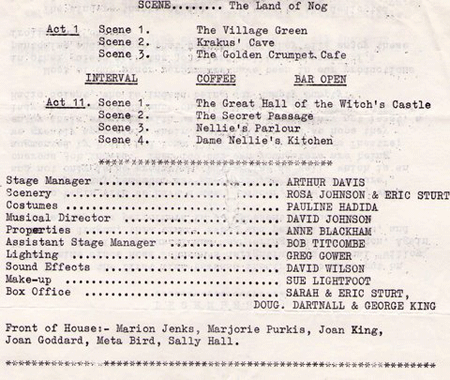 SCENE........ The Land of Nog
Act 1 Scene 1. The Village Green
Scene 2. Krakus' Cave
Scene 3. The Golden Crumpet Cafe
INTERVAL COFFEE BAR OPEN
Act 11. Scene 1. The Great Hall of the Witch's Castle
Scene 2. The Secret Passage
Scene 3. Nellie's Parlour
Scene 4. Dame Nellie's Kitchen
*********************************
Stage Manager .......................... ARTHUR DAVIS
Scenery .............................. ROSA JOHNSON & ERIC STURT
Costumes ............................. PAULINE HADIDA
Musical Director ...................... DAVID JOHNSON
Properties ........................... ANNE BLACKHAM
Assistant Stage Manager ............... BOB TITCOMBE
Lighting ............................. GREG GOWER
Sound Effects ........................ DAVID WILSON
Make-up .............................. SUE LIGHTFOOT
Box Office ........................... SARAH & ERIC STURT,
DOUG. DARTNALL & GEORGE KING
Front of House:- Marion Jenks, Marjorie Purkis, Joan King,
Joan Goddard, Meta Bird, Sally Hall.
*************************************************************